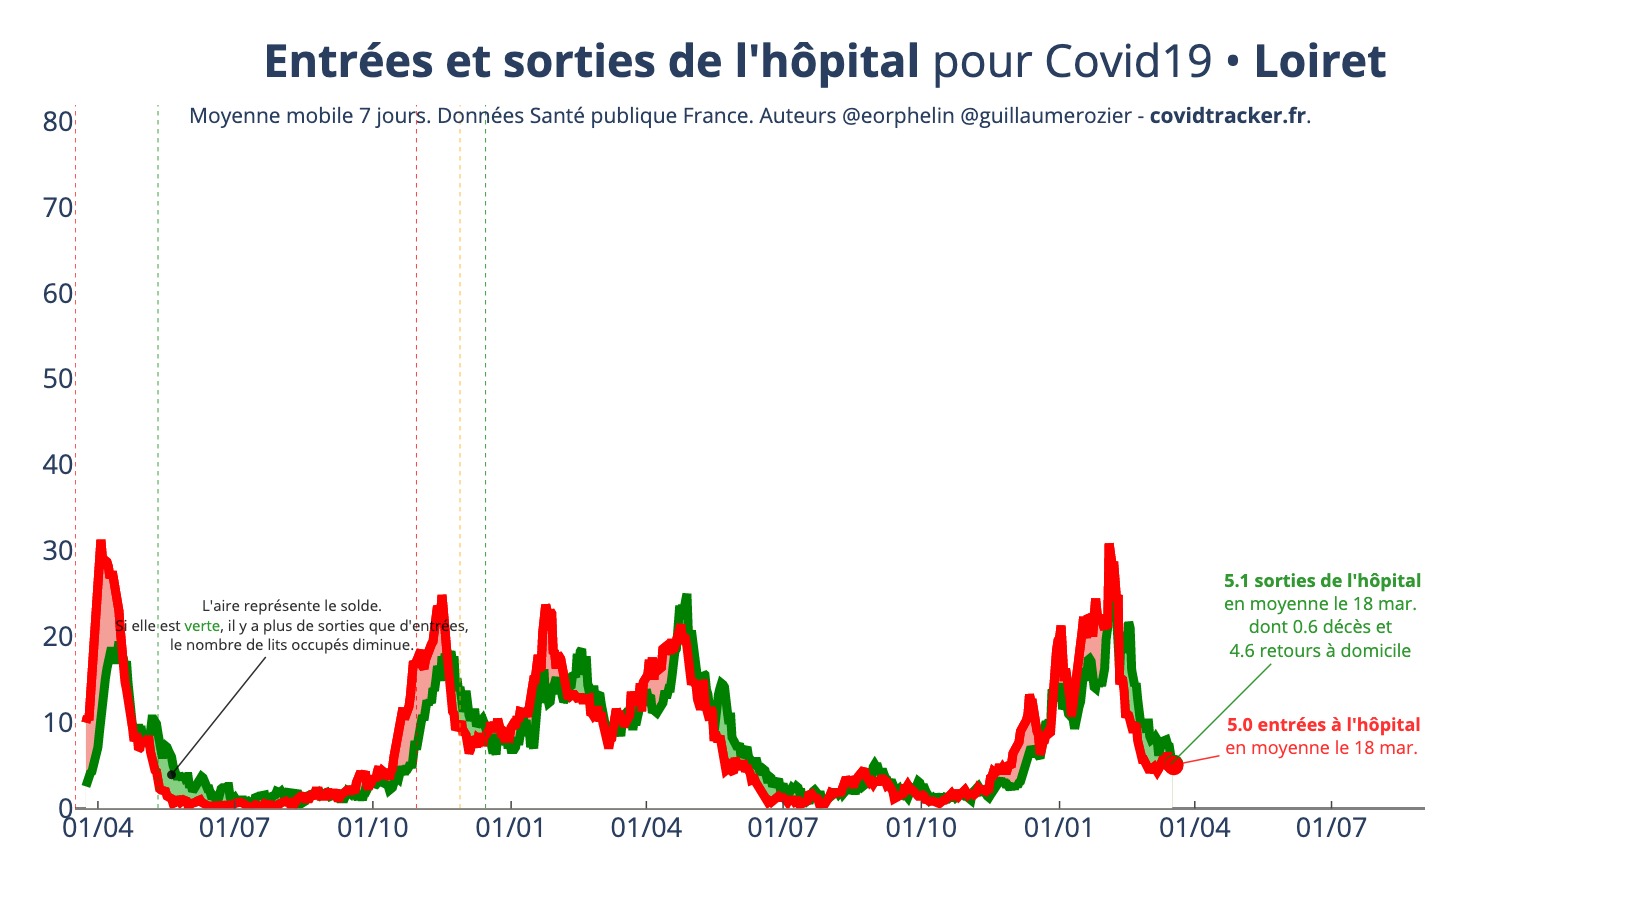 Entrées et sorties de l'hôpital pour Covid19 • Loiret
Moyenne mobile 7 jours. Données Santé publique France. Auteurs @eorphelin @guillaumerozier - covidtracker.fr.
80
70
60
50
40
30
20
10
0
L'aire représente le solde.
Si elle est verte, il y a plus de sorties que d'entrées,
le nombre de lits occupés diminue.
5.1 sorties de l'hôpital
en moyenne le 18 mar.
dont 0.6 décès et
4.6 retours à domicile
5.0 entrées à l'hôpital
en moyenne le 18 mar.
01/04 01/07 01/10 01/01 01/04 01/07 01/10 01/01 01/04 01/07